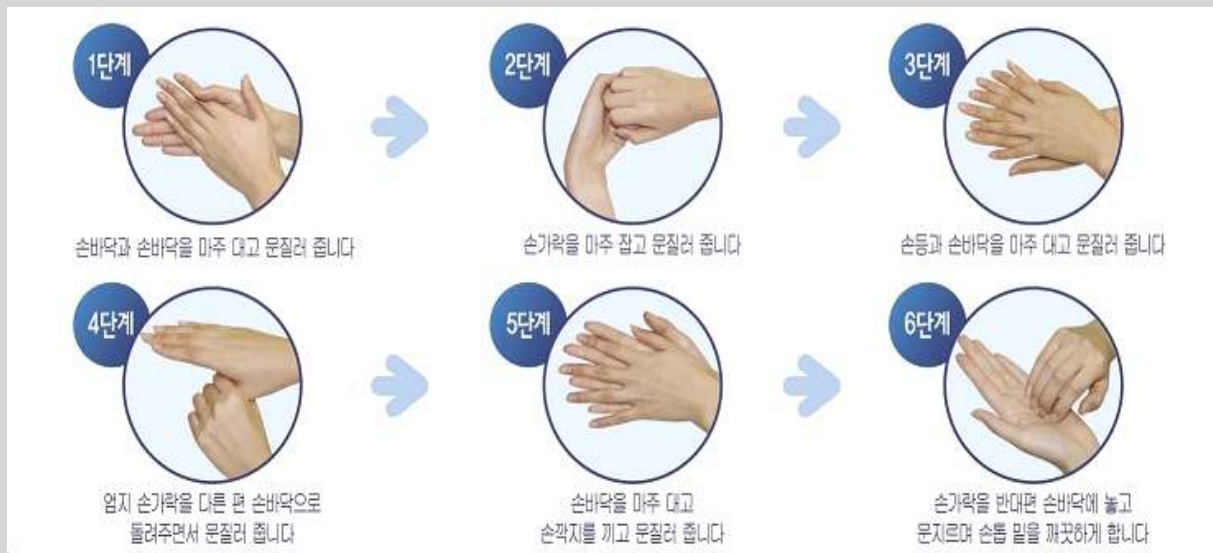 1단계
손바닥과 손바닥을 마주 대고 문질러 줍니다
2단계
손가락을 마주 잡고 문질러 줍니다
3단계
손등과 손바닥을 마주 대고 문질러 줍니다
4단계
엄지 손가락을 다른 편 손바닥으로
돌려주면서 문질러 줍니다
5단계
손바닥을 마주 대고
손깍지를 끼고 문질러 줍니다
6단계
손가락을 반대편 손바닥에 놓고
문지르며 손톱 밑을 깨끗하게 합니다